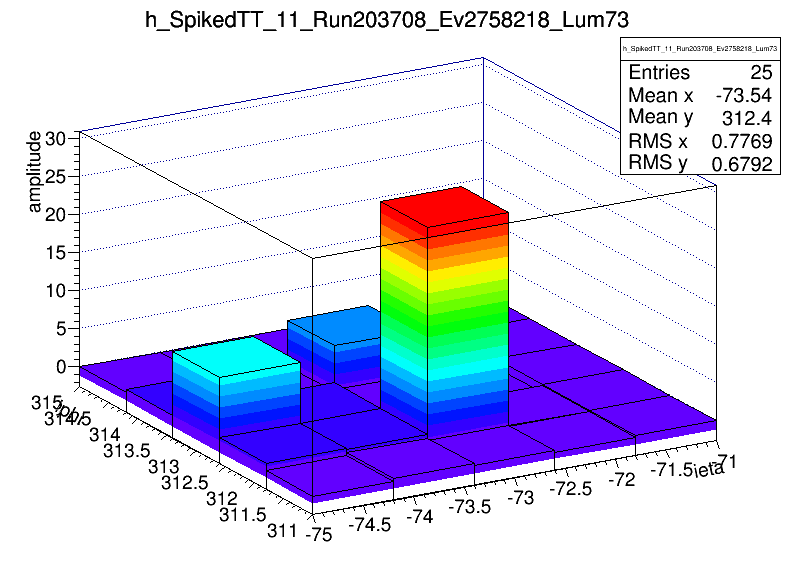 h_SpikedTT_11_Run203708_Ev2758218_Lum73
h_SpikedTT_11_Run203708_Ev2758218_Lum73
Entries 25
Mean x -73.54
Mean y 312.4
RMS x 0.7769
RMS y 0.6792
amplitude
30
25
20
15
10
5
0
315
314.5
314
313.5
313
312.5
312
311.5
311
-75
-74.5
-74
-73.5
-73
-72.5
-72
-71.5
-71
ieta